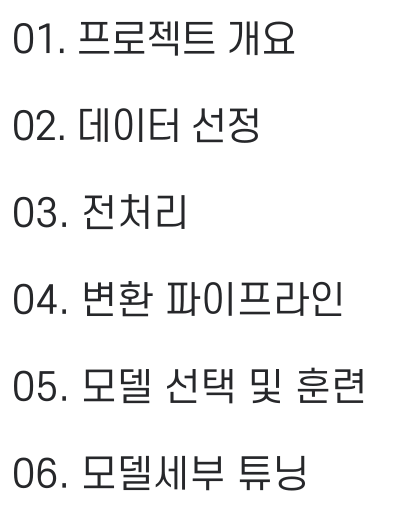 01. 프로젝트 개요
02. 데이터 선정
03. 전처리
04. 변환 파이프라인
05. 모델 선택 및 훈련
06. 모델세부 튜닝